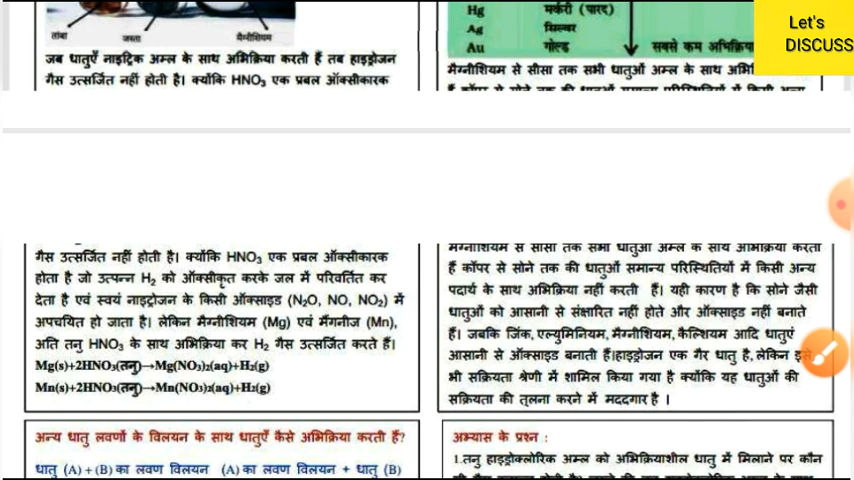 तांबा
जस्ता
मैग्नीशियम
जब धातुएँ नाइट्रिक अम्ल के साथ अभिक्रिया करती हैं तब हाइड्रोजन
गैस उत्सर्जित नहीं होती है। क्योंकि HNO₃ एक प्रबल ऑक्सीकारक
Hg मर्करी (पारद)
Ag सिल्वर
Au गोल्ड
सबसे कम अभिक्रिया
Let's
DISCUSS
मैग्नीशियम से सीसा तक सभी धातुओं अम्ल के साथ
गैस उत्सर्जित नहीं होती है। क्योंकि HNO₃ एक प्रबल ऑक्सीकारक
होता है जो उत्पन्न H₂ को ऑक्सीकृत करके जल में परिवर्तित कर
देता है एवं स्वयं नाइट्रोजन के किसी ऑक्साइड (N₂O, NO, NO₂) में
अपचयित हो जाता है। लेकिन मैग्नीशियम (Mg) एवं मैंगनीज (Mn),
अति तनु HNO₃ के साथ अभिक्रिया कर H₂ गैस उत्सर्जित करते हैं।
Mg(s)+2HNO₃(तनु)→Mg(NO₃)₂(aq)+H₂(g)
Mn(s)+2HNO₃(तनु)→Mn(NO₃)₂(aq)+H₂(g)
मैग्नीशियम से सीसा तक सभी धातुओं अम्ल के साथ अभिक्रिया करती
हैं कॉपर से सोने तक की धातुओं समान्य परिस्थितियों में किसी अन्य
पदार्थ के साथ अभिक्रिया नहीं करती हैं। यही कारण है कि सोने जैसी
धातुओं को आसानी से संक्षारित नहीं होते और ऑक्साइड नहीं बनाते
हैं। जबकि जिंक, एल्युमिनियम, मैग्नीशियम, कैल्शियम आदि धातुएं
आसानी से ऑक्साइड बनाती हैं।हाइड्रोजन एक गैर धातु है, लेकिन इसे
भी सक्रियता श्रेणी में शामिल किया गया है क्योंकि यह धातुओं की
सक्रियता की तुलना करने में मददगार है ।
अन्य धातु लवणों के विलयन के साथ धातुएँ कैसे अभिक्रिया करती हैं?
धातु (A) + (B) का लवण विलयन (A) का लवण विलयन + धातु (B)
अभ्यास के प्रश्न :
1.तनु हाइड्रोक्लोरिक अम्ल को अभिक्रियाशील धातु में मिलाने पर कौन